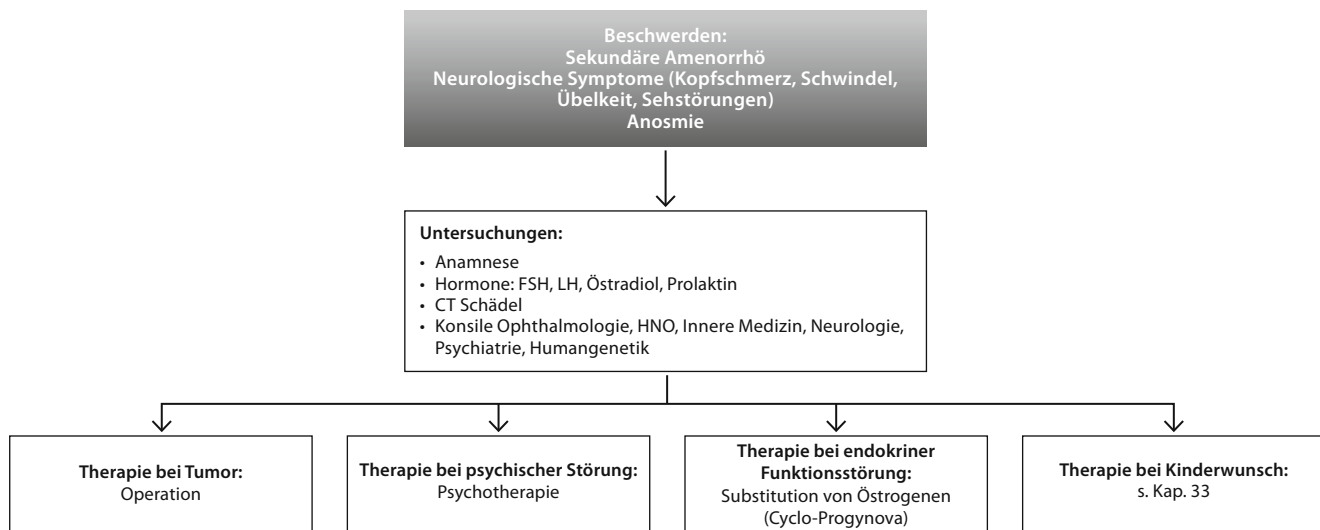 Beschwerden:
Sekundäre Amenorrhö
Neurologische Symptome (Kopfschmerz, Schwindel,
Übelkeit, Sehstörungen)
Anosmie
Untersuchungen:
• Anamnese
• Hormone: FSH, LH, Östradiol, Prolaktin
• CT Schädel
• Konsile Ophthalmologie, HNO, Innere Medizin, Neurologie,
Psychiatrie, Humangenetik
Therapie bei Tumor:
Operation
Therapie bei psychischer Störung:
Psychotherapie
Therapie bei endokriner
Funktionsstörung:
Substitution von Östrogenen
(Cyclo-Progynova)
Therapie bei Kinderwunsch:
s. Kap. 33